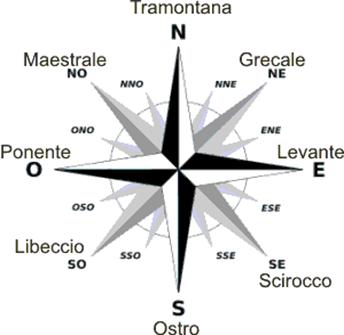 Tramontana
N
Maestrale
NO
Grecale
NE
NNO
NNE
ONO
ENE
Ponente
O
Levante
E
OSO
ESE
Libeccio
SO
SSO
SSE
SE
Scirocco
S
Ostro